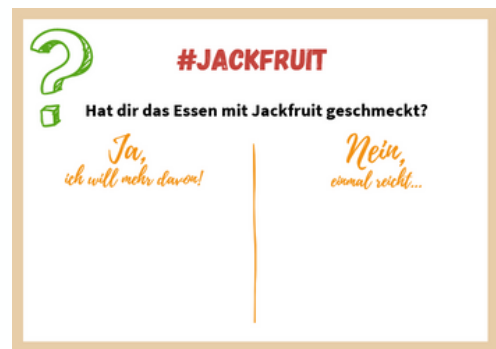 #JACKFRUIT
Hat dir das Essen mit Jackfruit geschmeckt?
Ja,
ich will mehr davon!
Nein,
einmal reicht...